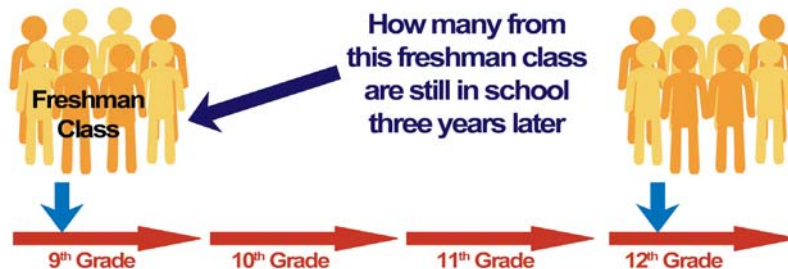 How many from
this freshman class
are still in school
three years later
Freshman
Class
9th Grade
10th Grade
11th Grade
12th Grade